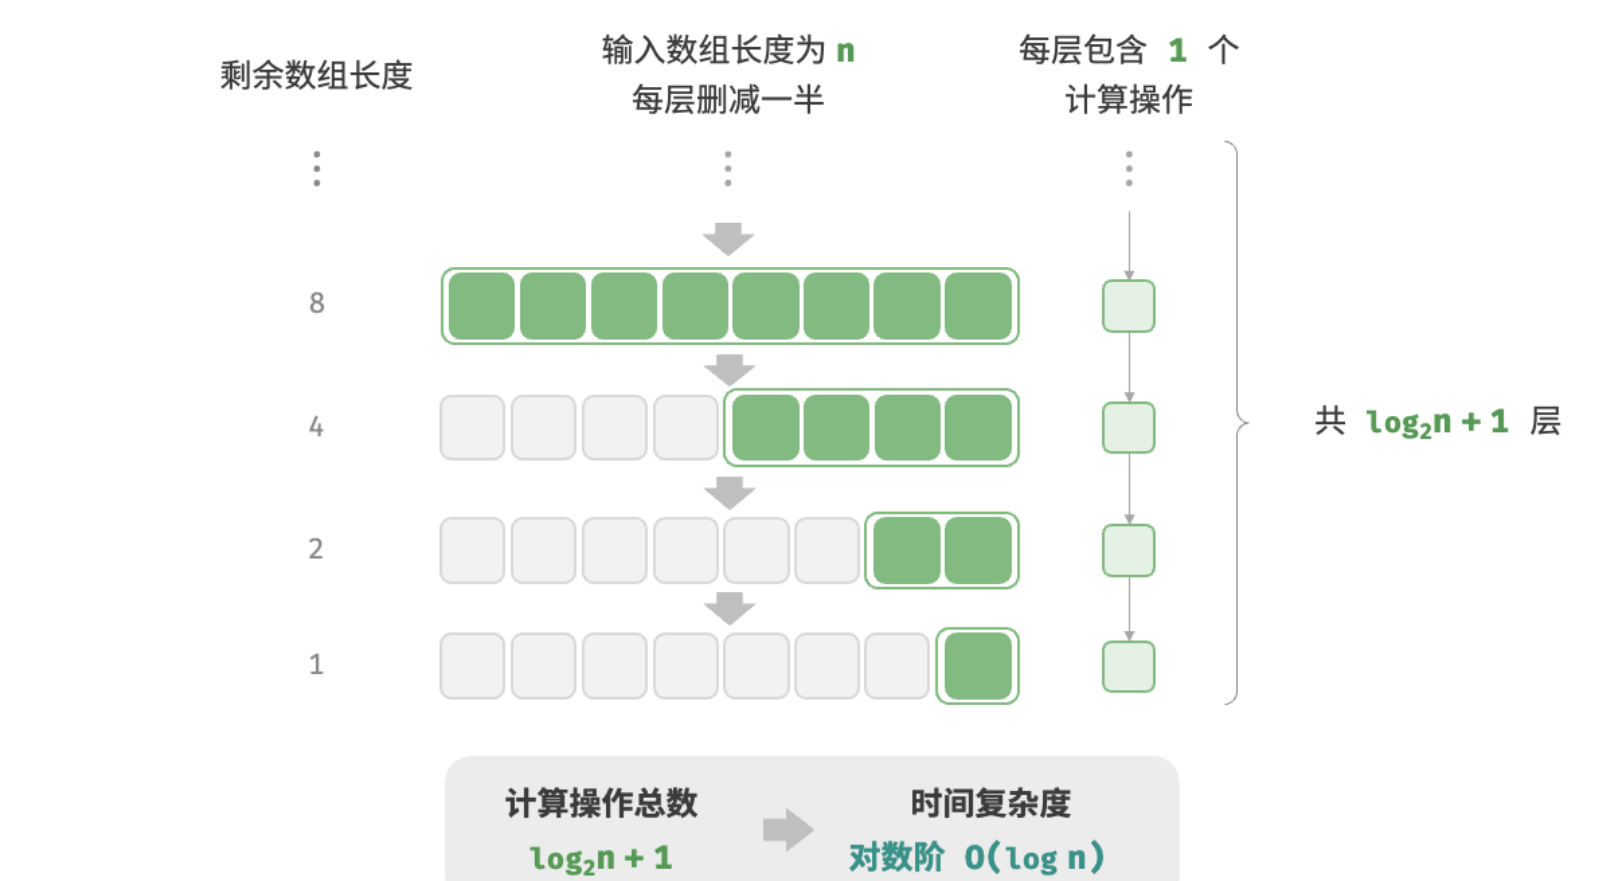 剩余数组长度
输入数组长度为 n
每层删减一半
每层包含 1 个
计算操作
8
4
2
1
共 log₂n + 1 层
计算操作总数
log₂n + 1
时间复杂度
对数阶 O(log n)